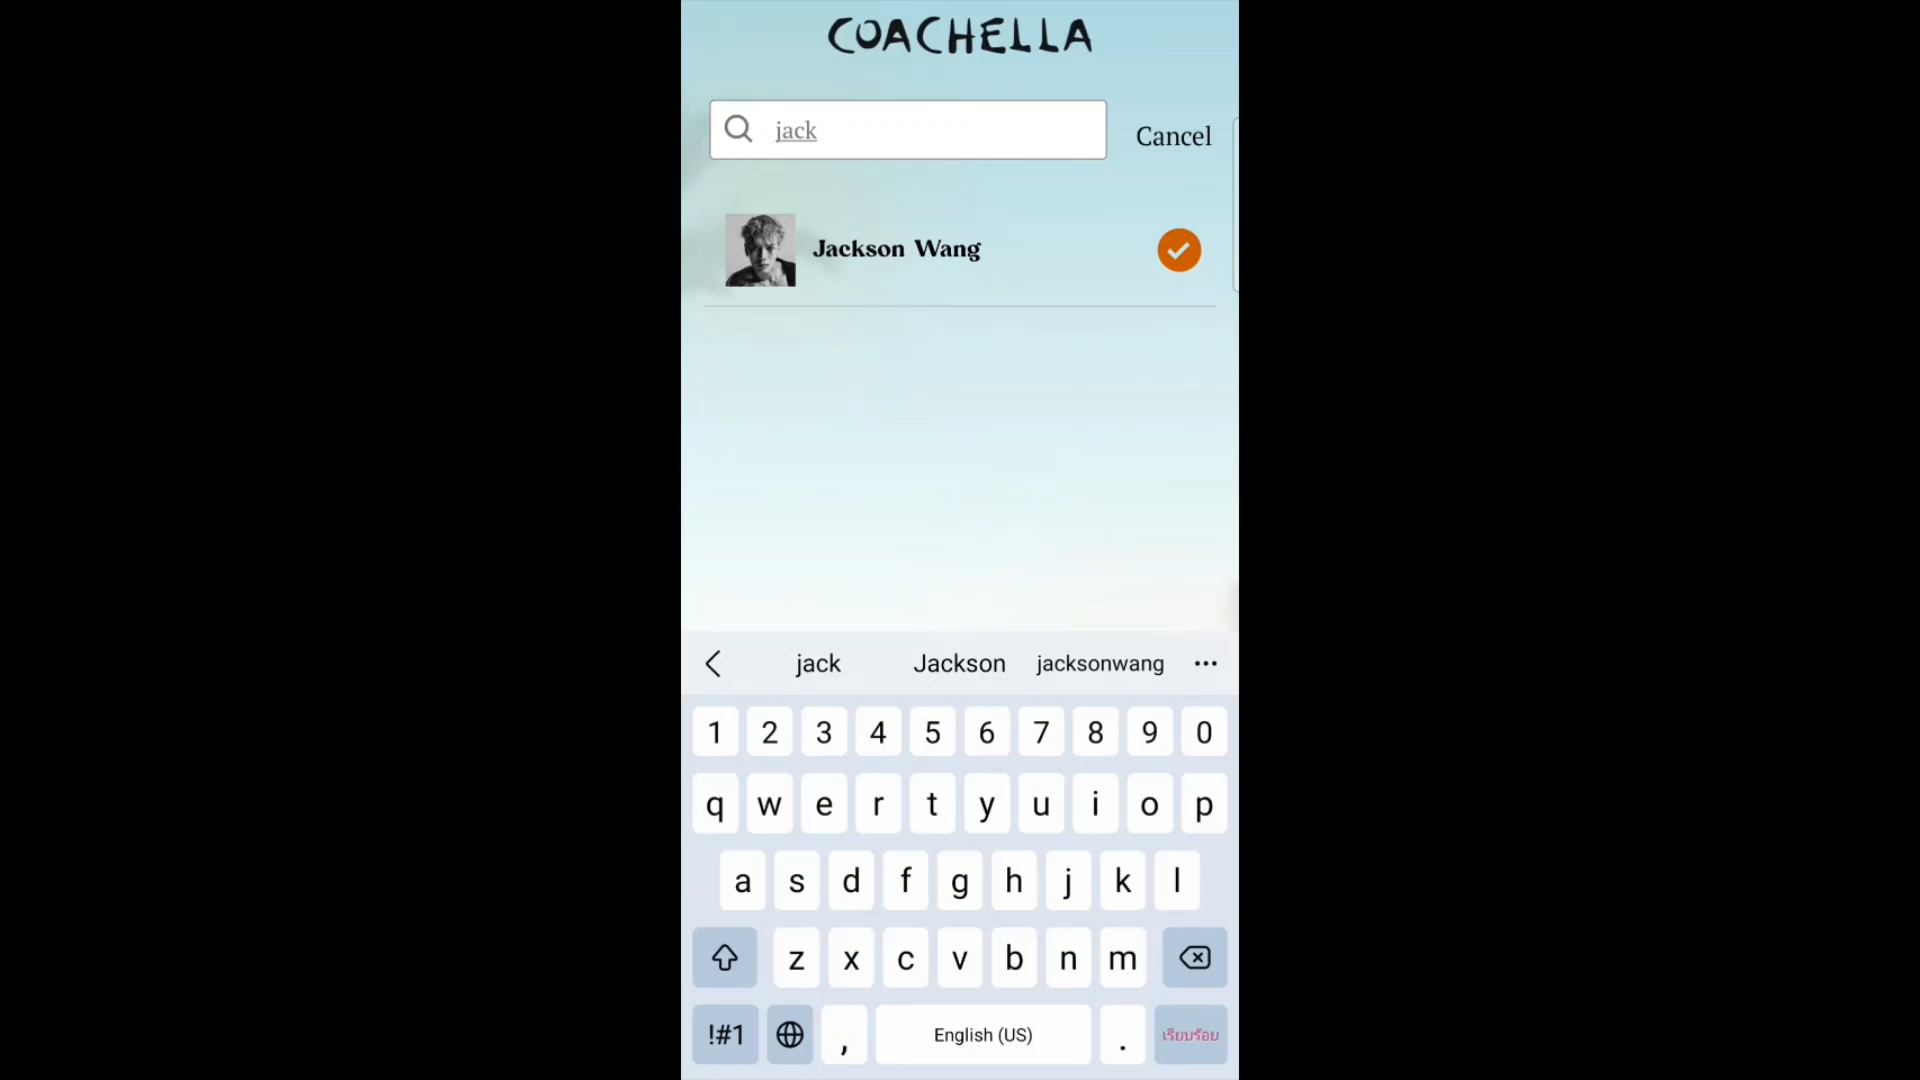 COACHELLA
jack
Cancel
Jackson Wang
jack Jackson jacksonwang
1 2 3 4 5 6 7 8 9 0
q w e r t y u i o p
a s d f g h j k l
z x c v b n m
!#1 , English (US) . เรียบร้อย